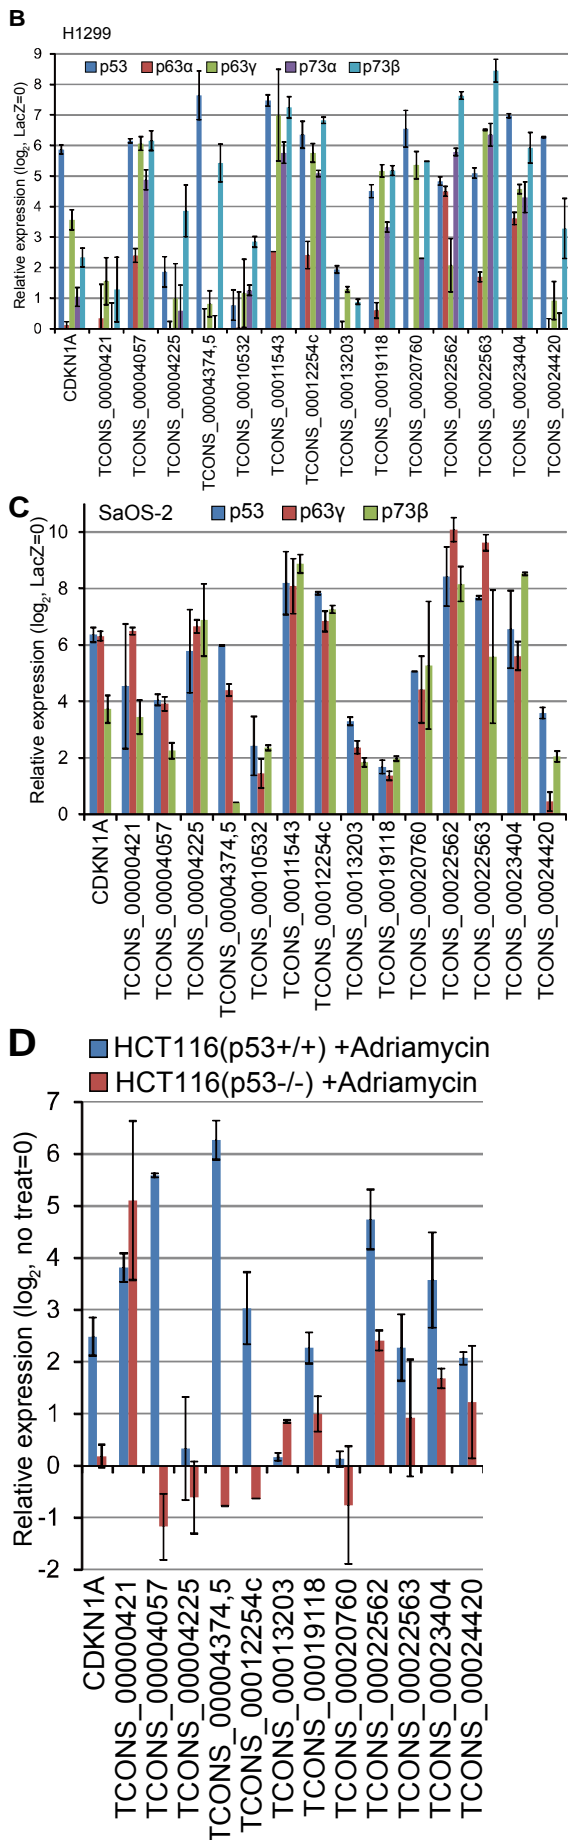 B
H1299
Relative expression (log2, LacZ=0)
9
8
7
6
5
4
3
2
1
0
p53 p63α p63γ p73α p73β
CDKN1A
TCONS_00000421
TCONS_00004057
TCONS_00004225
TCONS_00004374,5
TCONS_00010532
TCONS_00011543
TCONS_00012254c
TCONS_00013203
TCONS_00019118
TCONS_00020760
TCONS_00022562
TCONS_00022563
TCONS_00023404
TCONS_00024420
C
SaOS-2 p53 p63γ p73β
Relative expression (log2, LacZ=0)
10
8
6
4
2
0
CDKN1A
TCONS_00000421
TCONS_00004057
TCONS_00004225
TCONS_00004374,5
TCONS_00010532
TCONS_00011543
TCONS_00012254c
TCONS_00013203
TCONS_00019118
TCONS_00020760
TCONS_00022562
TCONS_00022563
TCONS_00023404
TCONS_00024420
D
HCT116(p53+/+) +Adriamycin
HCT116(p53-/-) +Adriamycin
Relative expression (log2, no treat=0)
7
6
5
4
3
2
1
0
-1
-2
CDKN1A
TCONS_00000421
TCONS_00004057
TCONS_00004225
TCONS_00004374,5
TCONS_00012254c
TCONS_00013203
TCONS_00019118
TCONS_00020760
TCONS_00022562
TCONS_00022563
TCONS_00023404
TCONS_00024420